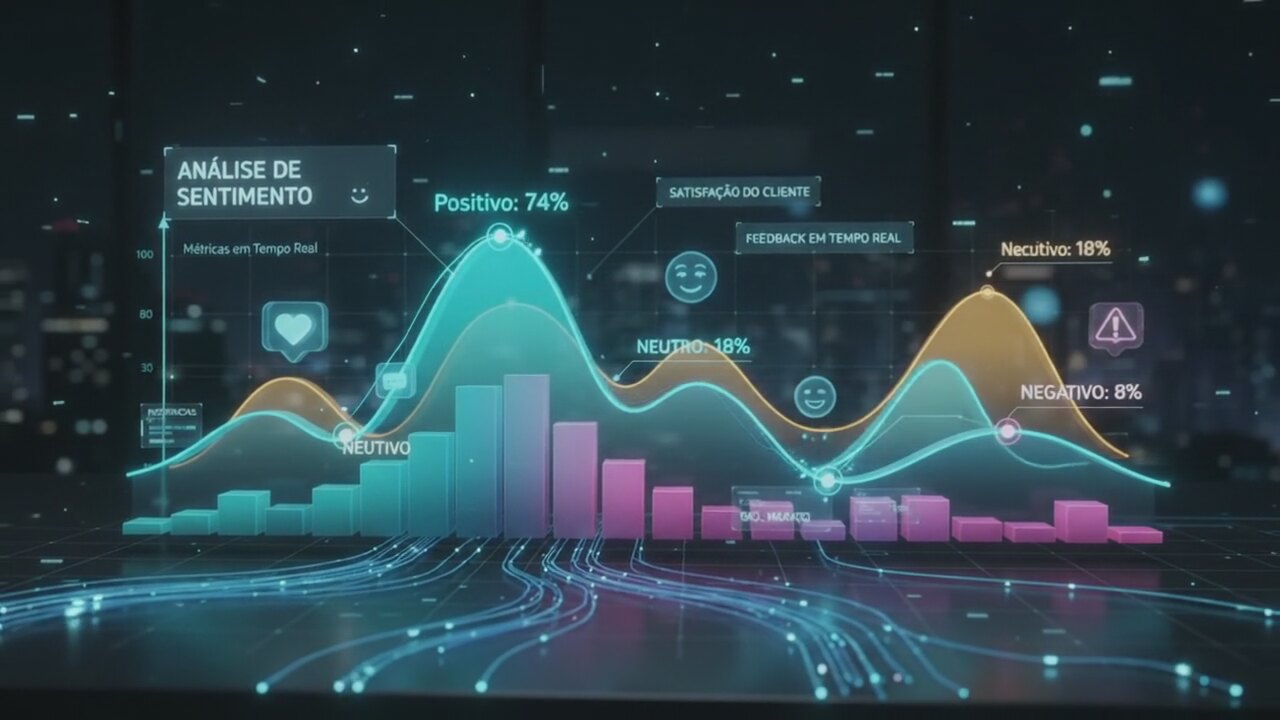 ANÁLISE DE
SENTIMENTO
Positivo: 74%
SATISFAÇÃO DO CLIENTE
FEEDBACK EM TEMPO REAL
Métricas em Tempo Real
Necutivo: 18%
100
80
NEUTRO: 18%
30
NEGATIVO: 8%
NEUTIVO